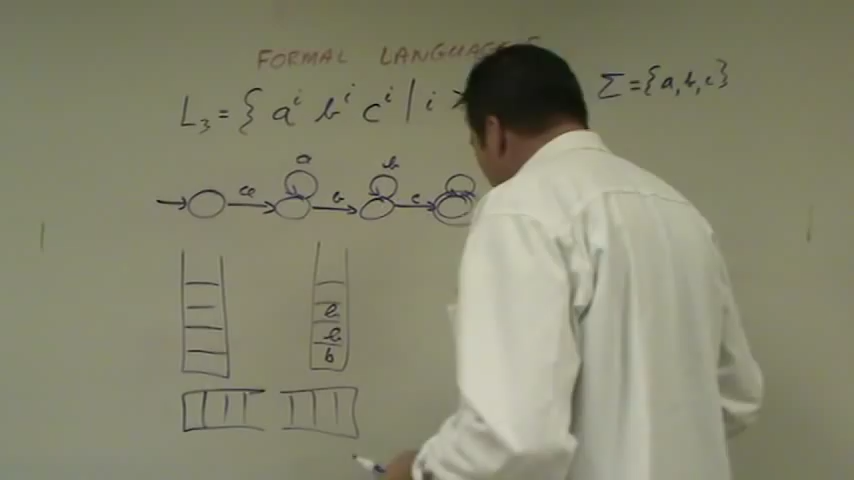 FORMAL LANGUAGES
L₃ = { aⁱ bⁱ cⁱ | i >
Σ = {a, b, c}
a b
a b c
b
b
b